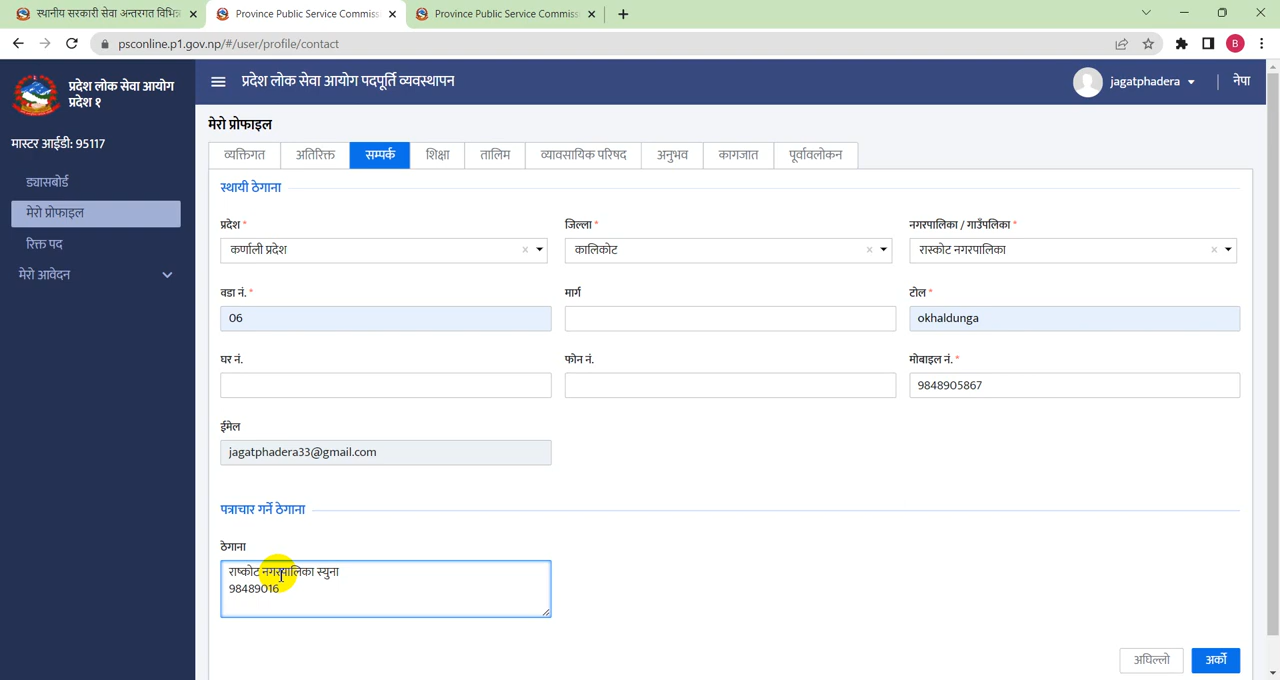 स्थानीय सरकारी सेवा अन्तरगत विभिन्न
Province Public Service Commiss
Province Public Service Commiss
psconline.p1.gov.np/#/user/profile/contact
B
प्रदेश लोक सेवा आयोग
प्रदेश १
प्रदेश लोक सेवा आयोग पदपूर्ति व्यवस्थापन
jagatphadera
नेपा
मास्टर आईडी: 95117
ड्यासबोर्ड
मेरो प्रोफाइल
रिक्त पद
मेरो आवेदन
मेरो प्रोफाइल
व्यक्तिगत
अतिरिक्त
सम्पर्क
शिक्षा
तालिम
व्यावसायिक परिषद
अनुभव
कागजात
पूर्वावलोकन
स्थायी ठेगाना
प्रदेश *
जिल्ला *
नगरपालिका / गाउँपलिका *
कर्णाली प्रदेश
कालिकोट
रास्कोट नगरपालिका
वडा नं. *
मार्ग
टोल *
06
okhaldunga
घर नं.
फोन नं.
मोबाइल नं. *
9848905867
ईमेल
jagatphadera33@gmail.com
पत्राचार गर्ने ठेगाना
ठेगाना
राष्कोट नगरपालिका स्युना
98489016
अघिल्लो
अर्को